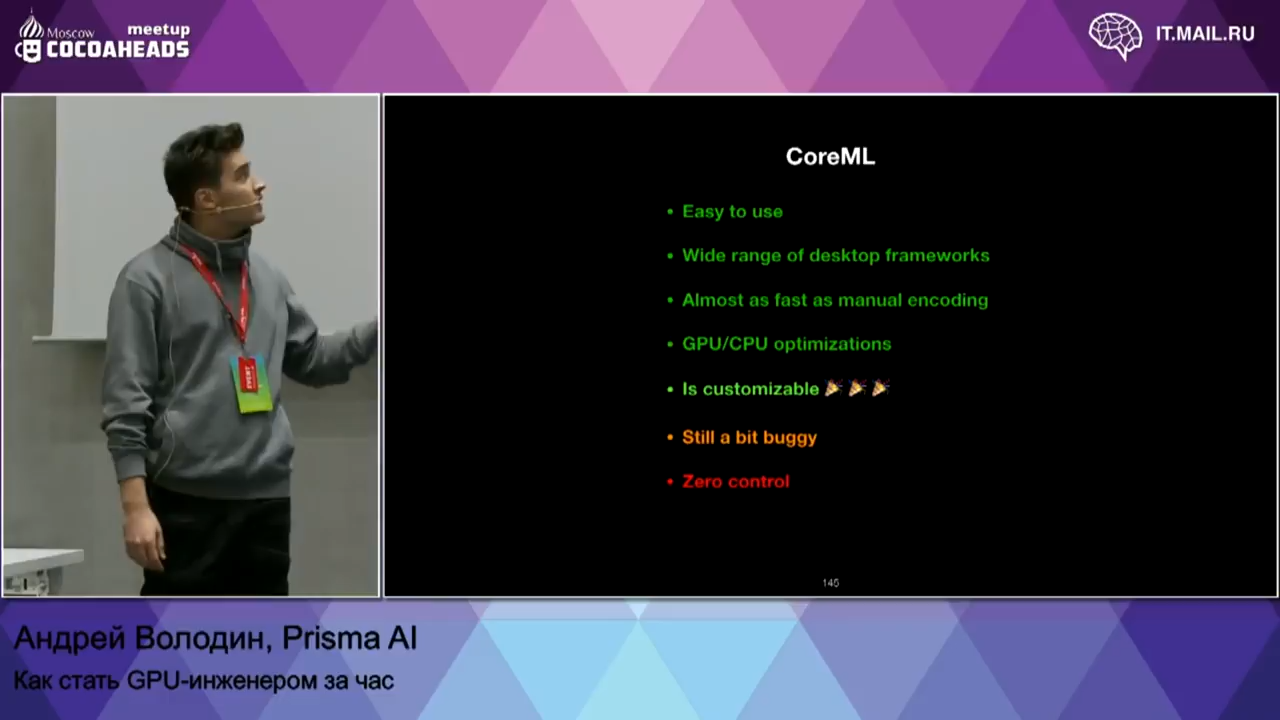 Moscow meetup
COCOAHEADS
IT.MAIL.RU
CoreML
• Easy to use
• Wide range of desktop frameworks
• Almost as fast as manual encoding
• GPU/CPU optimizations
• Is customizable 🎉 🎉 🎉
• Still a bit buggy
• Zero control
145
EVENT
Андрей Володин, Prisma AI
Как стать GPU-инженером за час